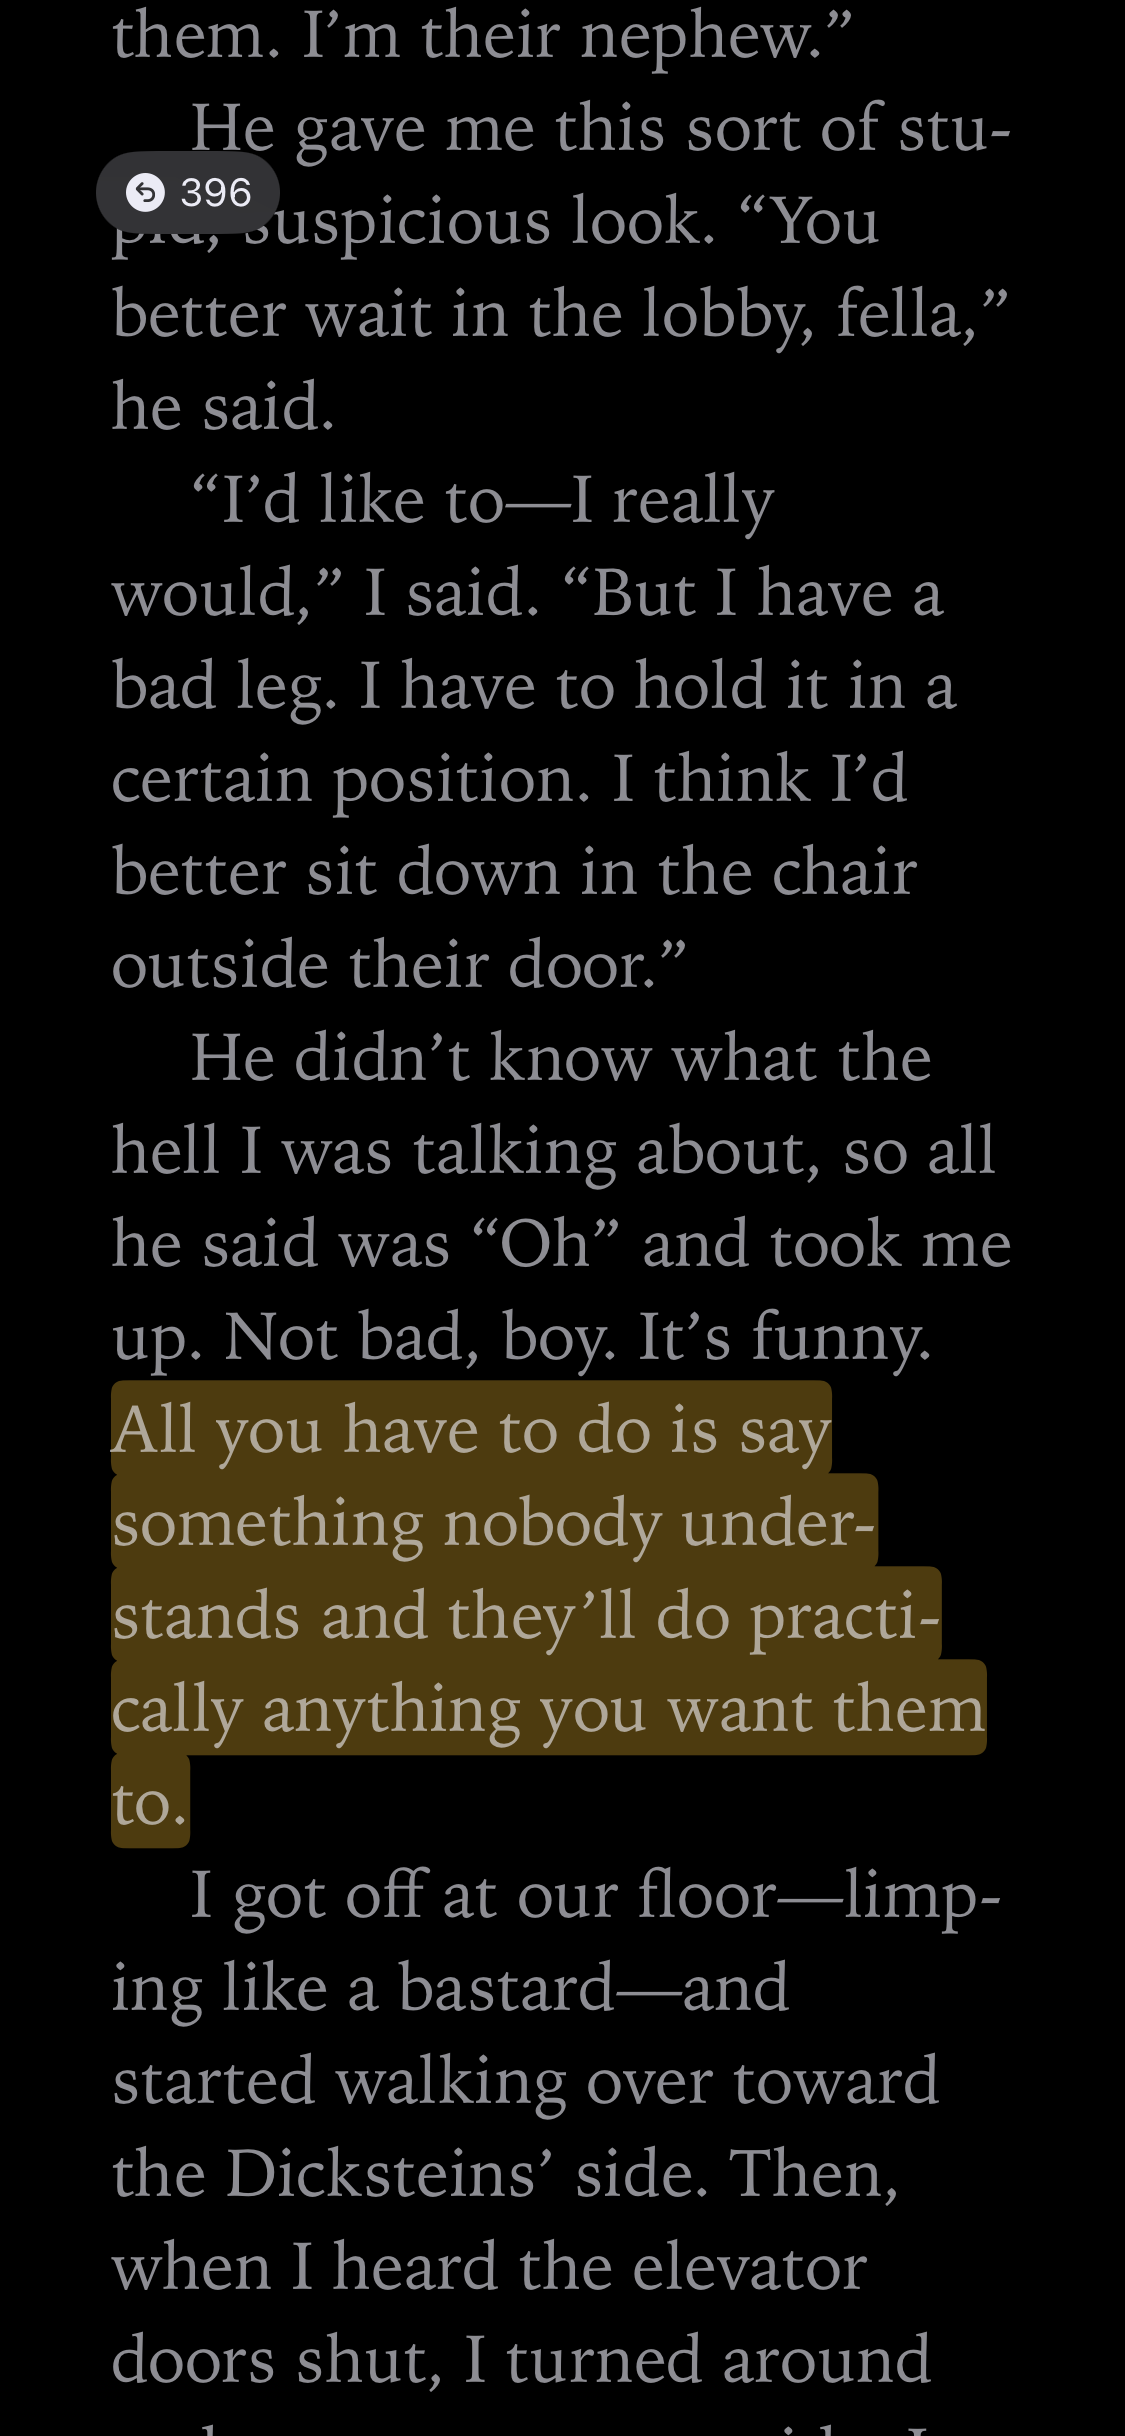 them. I’m their nephew.”
He gave me this sort of stu-
396
suspicious look. “You
better wait in the lobby, fella,”
he said.
“I’d like to—I really
would,” I said. “But I have a
bad leg. I have to hold it in a
certain position. I think I’d
better sit down in the chair
outside their door.”
He didn’t know what the
hell I was talking about, so all
he said was “Oh” and took me
up. Not bad, boy. It’s funny.
All you have to do is say
something nobody under-
stands and they’ll do practi-
cally anything you want them
to.
I got off at our floor—limp-
ing like a bastard—and
started walking over toward
the Dicksteins’ side. Then,
when I heard the elevator
doors shut, I turned around